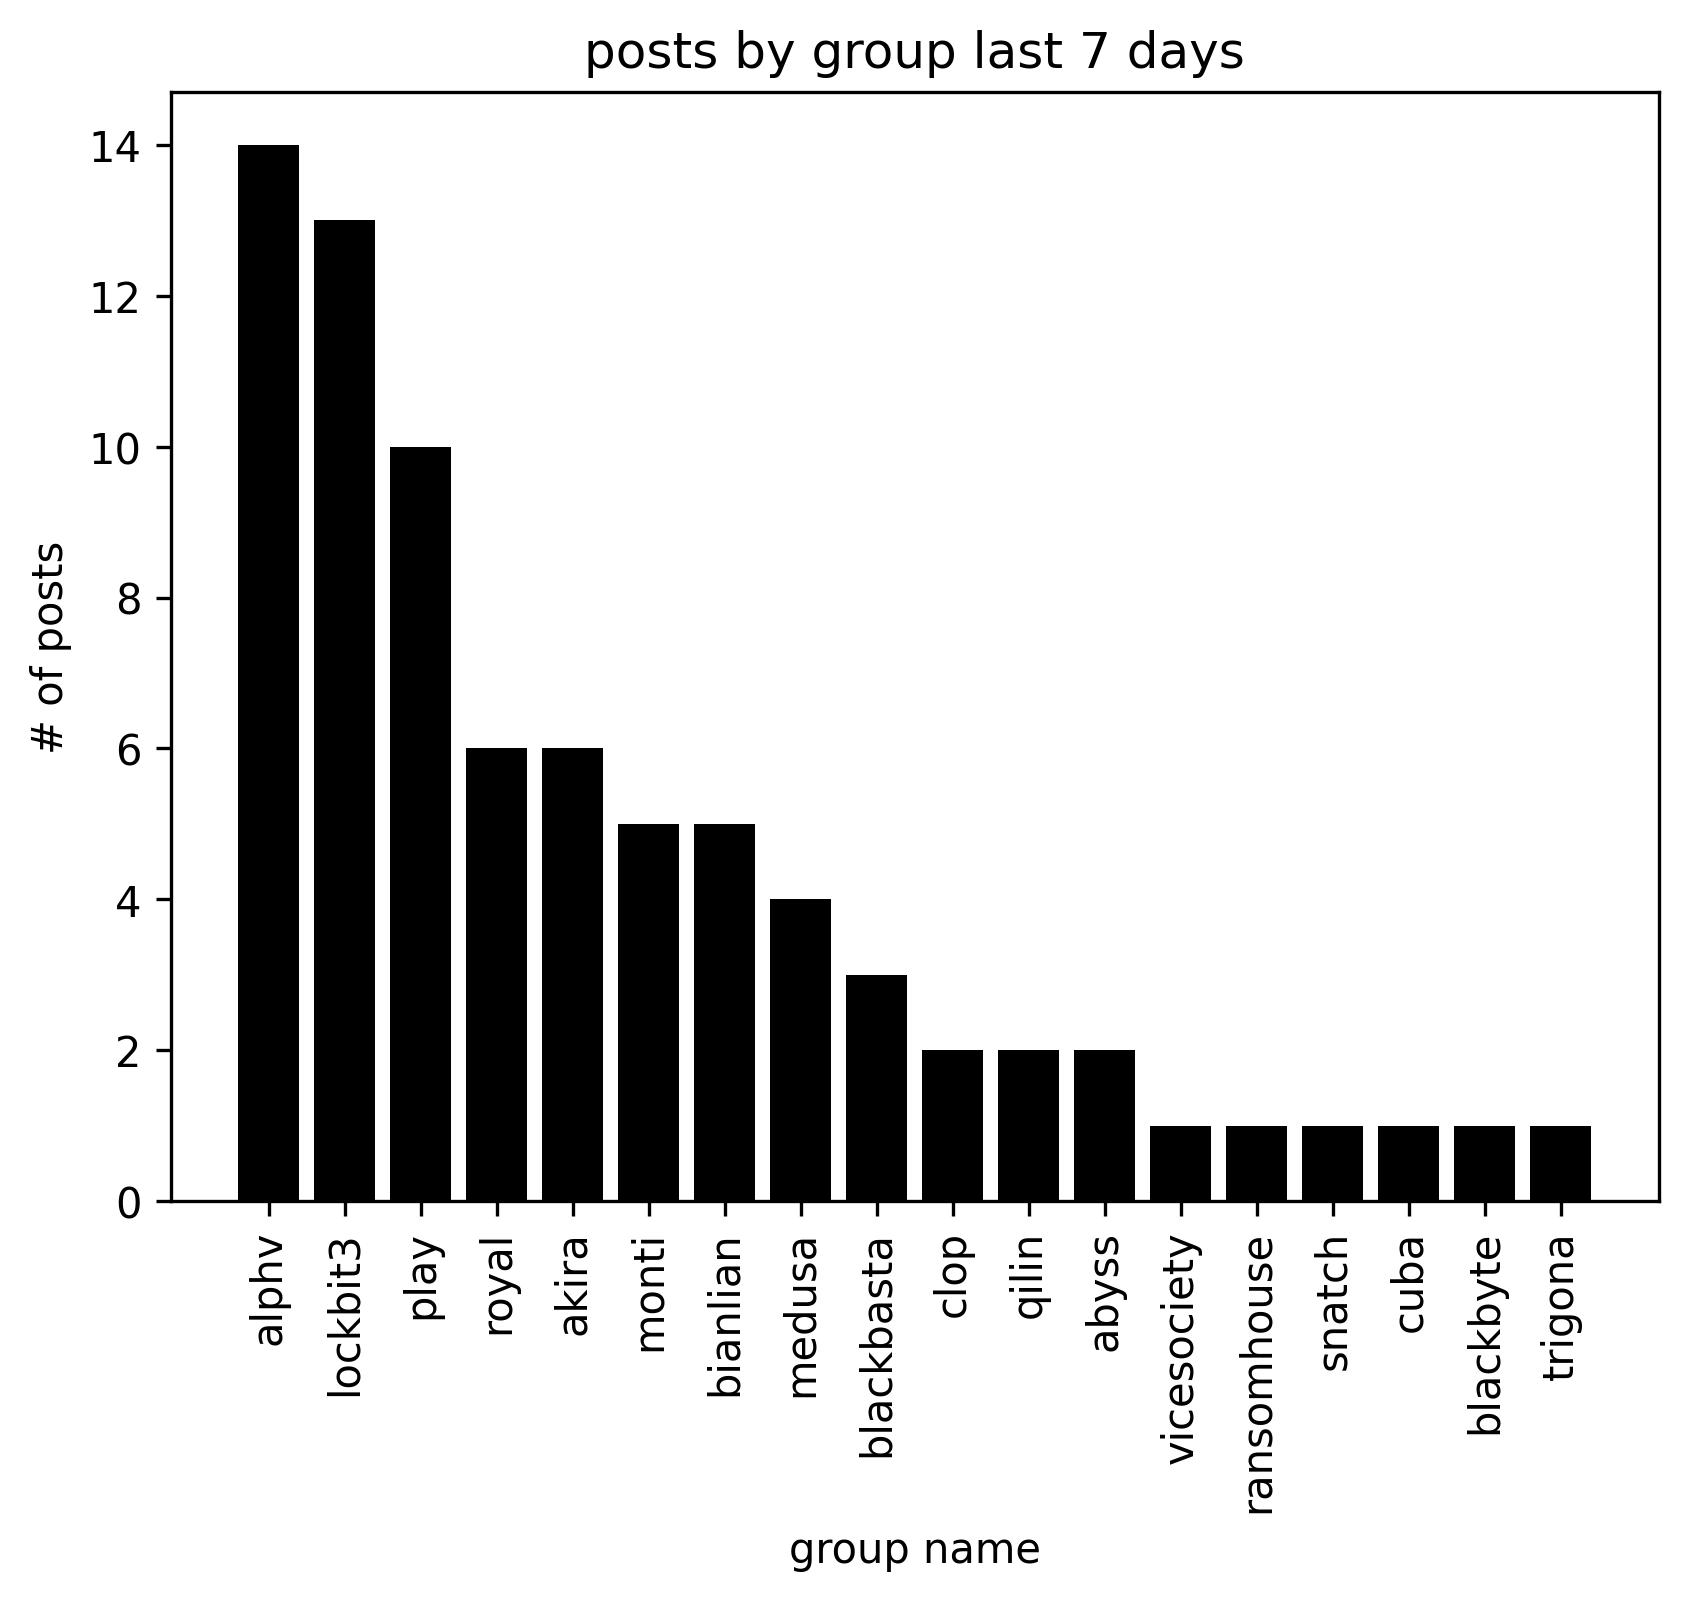 posts by group last 7 days
14
12
10
8
6
4
2
0
# of posts
alphv
lockbit3
play
royal
akira
monti
bianlian
medusa
blackbasta
clop
qilin
abyss
vicesociety
ransomhouse
snatch
cuba
blackbyte
trigona
group name